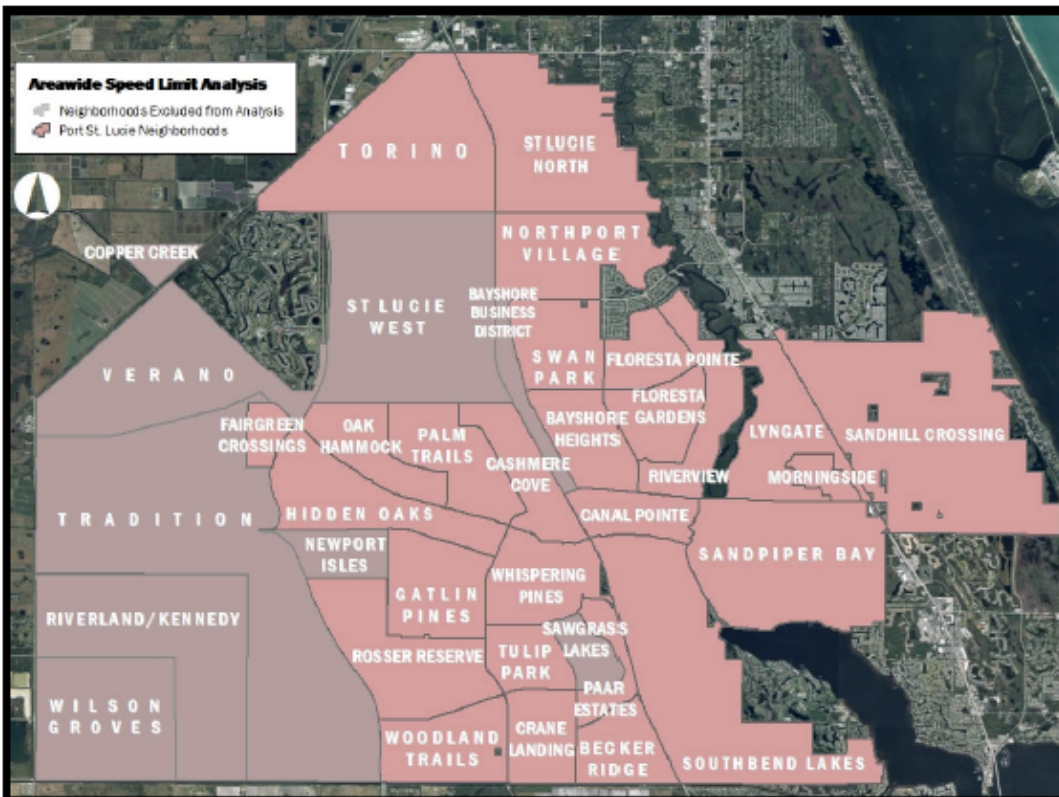 Areawide Speed Limit Analysis
Neighborhoods Excluded from Analysis
Port St. Lucie Neighborhoods
TORINO
ST LUCIE
NORTH
COPPER CREEK
NORTHPORT
VILLAGE
ST LUCIE
WEST
BAYSHORE
BUSINESS
DISTRICT
VERANO
SWAN
PARK
FLORESTA POINTE
FLORESTA
GARDENS
FAIRGREEN
CROSSINGS
OAK
HAMMOCK
PALM
TRAILS
BAYSHORE
HEIGHTS
LYNGATE
SANDHILL CROSSING
CASHMERE
COVE
RIVERVIEW
MORNINGSIDE
TRADITION
HIDDEN OAKS
CANAL POINTE
NEWPORT
ISLES
SANDPIPER BAY
WHISPERING
PINES
GATLIN
PINES
RIVERLAND/KENNEDY
SAWGRASS
LAKES
ROSSER RESERVE
TULIP
PARK
PAAR
ESTATES
WILSON
GROVES
WOODLAND
TRAILS
CRANE
LANDING
BECKER
RIDGE
SOUTHBEND LAKES